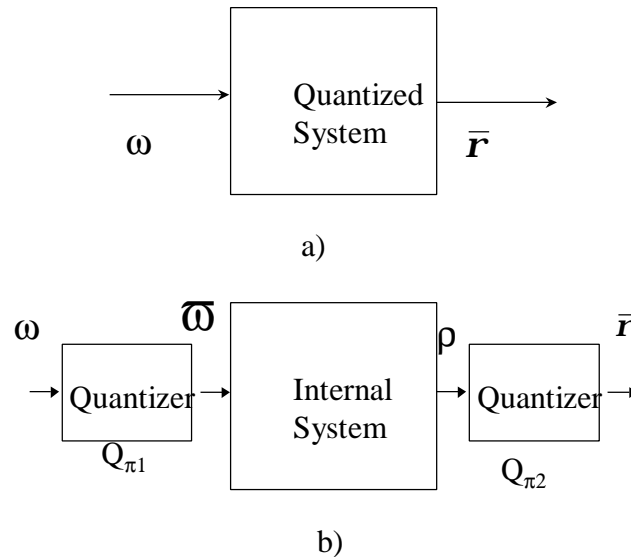 Quantized
System
ω
r̄
a)
ω
ϖ
ρ
r̄
Quantizer
Internal
System
Quantizer
Qπ1
Qπ2
b)